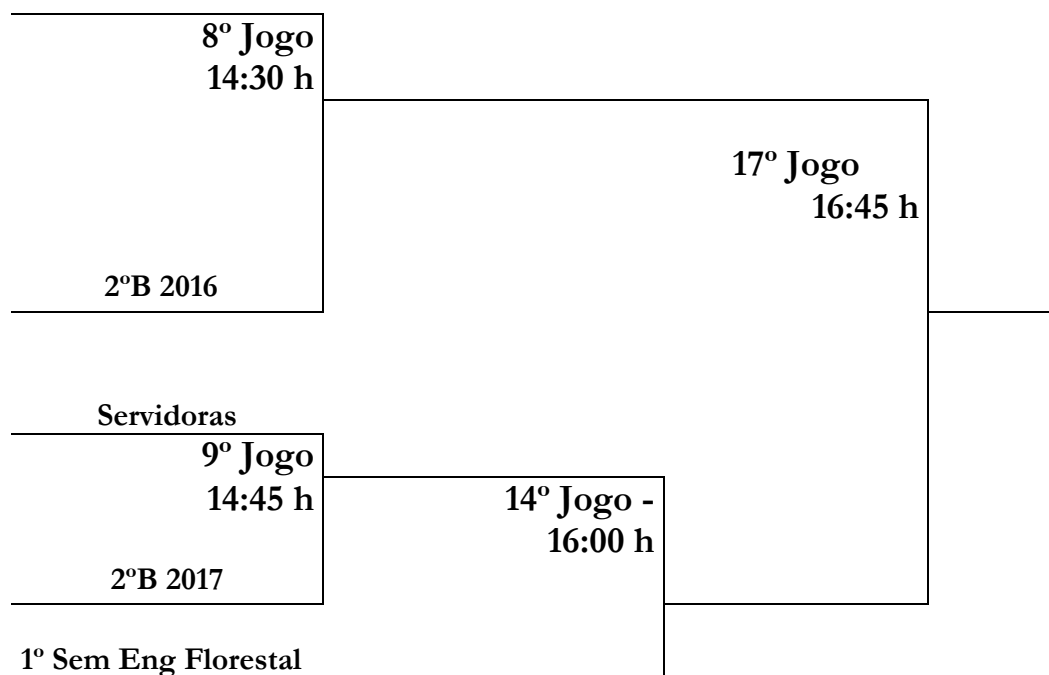 8º Jogo
14:30 h
17º Jogo
16:45 h
2ºB 2016
Servidoras
9º Jogo
14:45 h
14º Jogo -
16:00 h
2ºB 2017
1º Sem Eng Florestal